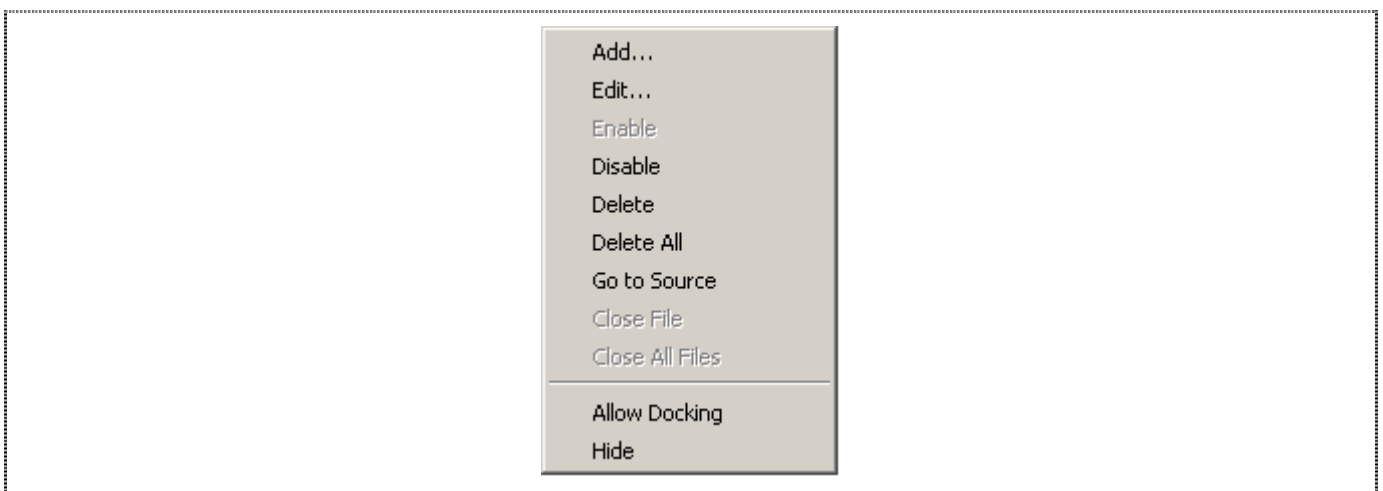 Add...
Edit...
Enable
Disable
Delete
Delete All
Go to Source
Close File
Close All Files
Allow Docking
Hide